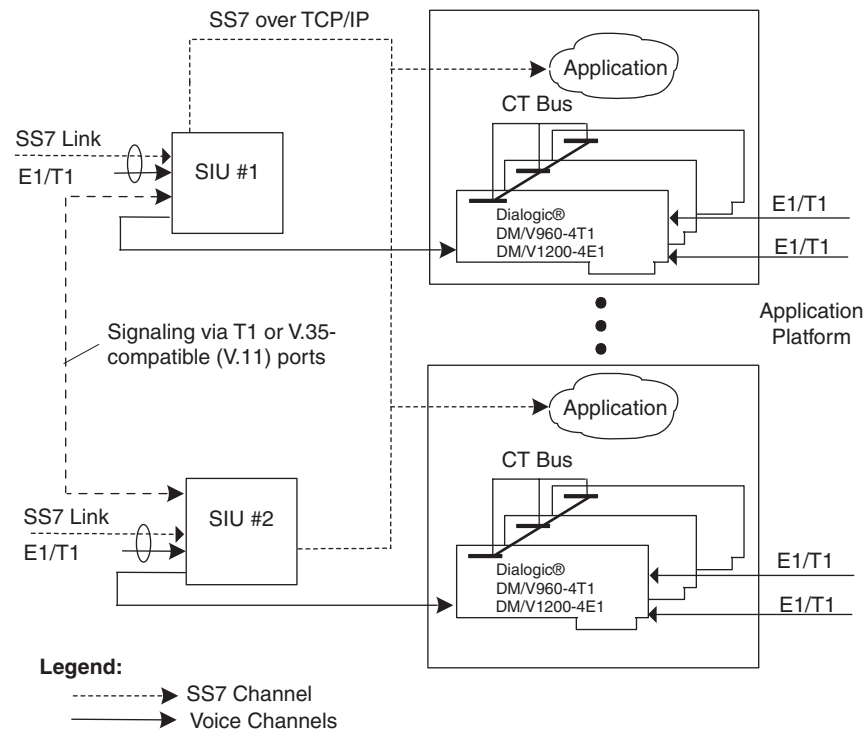 SS7 over TCP/IP
Application
CT Bus
SS7 Link
E1/T1
SIU #1
Dialogic®
DM/V960-4T1
DM/V1200-4E1
E1/T1
E1/T1
Signaling via T1 or V.35-
compatible (V.11) ports
Application
Platform
Application
CT Bus
SS7 Link
E1/T1
SIU #2
Dialogic®
DM/V960-4T1
DM/V1200-4E1
E1/T1
E1/T1
Legend:
SS7 Channel
Voice Channels